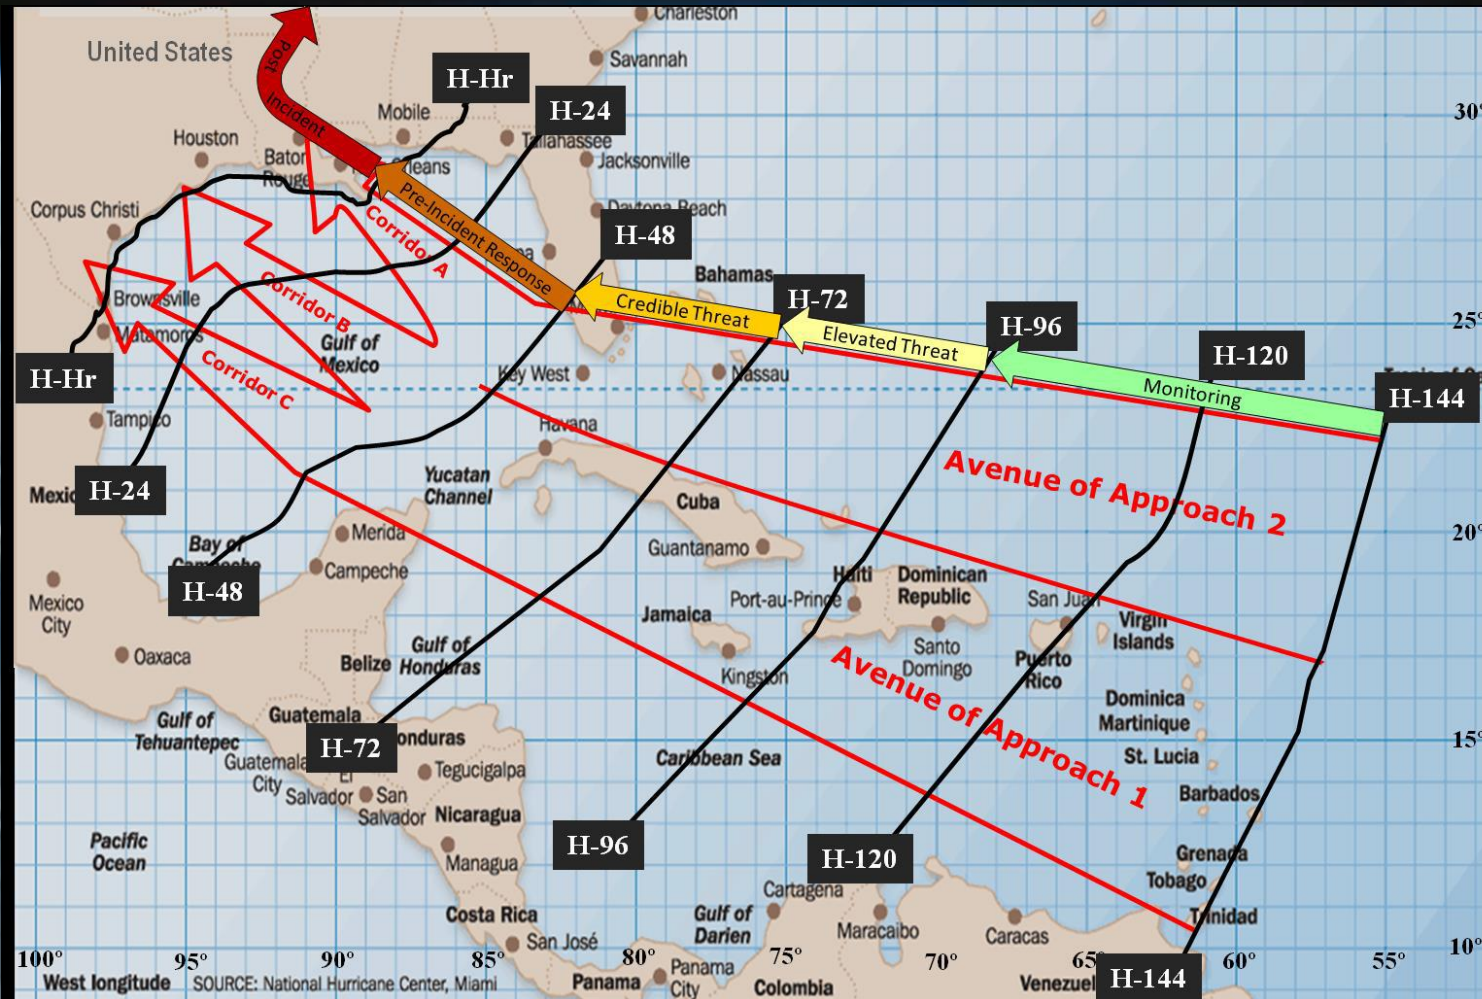 Charleston
United States
Savannah
POST
Incident
H-Hr
H-24
30°
Mobile
Houston
Tallahassee
Baton
Rouge
Orleans
Jacksonville
Corpus Christi
Daytona Beach
Corridor A
Pre-Incident Response
H-48
Bahamas
H-72
Credible Threat
Elevated Threat
H-96
25°
Brownsville
Matamoros
Corridor B
Gulf of
Mexico
H-120
H-Hr
Corridor C
Key West
Nassau
Monitoring
H-144
Tampico
Havana
Avenue of Approach 2
H-24
Yucatan
Channel
Cuba
20°
Merida
Bay of
Campeche
Guantanamo
Campeche
H-48
Haiti
Dominican
Republic
Port-au-Prince
San Juan
Mexico
City
Jamaica
Virgin
Islands
Oaxaca
Belize
Gulf of
Honduras
Kingston
Santo
Domingo
Puerto
Rico
Avenue of Approach 1
Dominica
Martinique
Gulf of
Tehuantepec
Guatemala
H-72
onduras
15°
Guatemala
City
El
Salvador
San
Salvador
Tegucigalpa
Caribbean Sea
St. Lucia
Barbados
Nicaragua
Pacific
Ocean
Managua
H-96
H-120
Grenada
Tobago
Costa Rica
San José
Gulf of
Darien
Cartagena
Maracaibo
Caracas
Trinidad
100°
95°
90°
85°
80°
75°
70°
65°
60°
55°
10°
West longitude
SOURCE: National Hurricane Center, Miami
Panama
Panama
City
Colombia
Venezuel
H-144